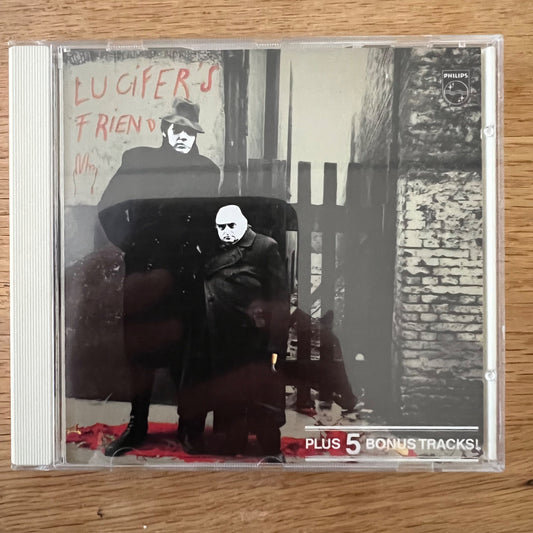 LUCIFER'S
FRIEND
PHILIPS
PLUS 5 BONUS TRACKS!